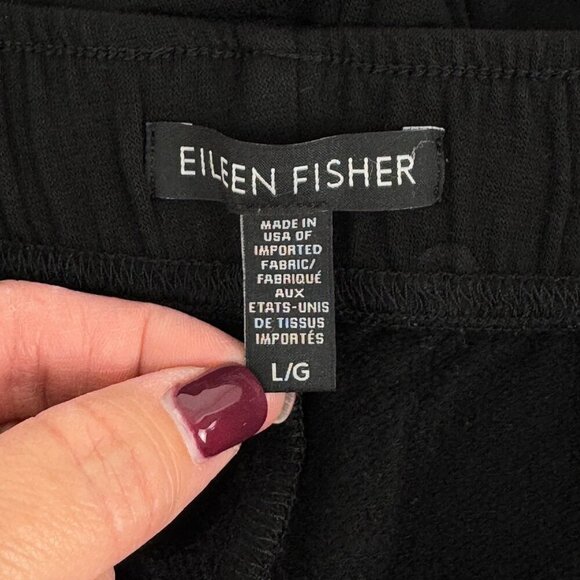 EILEEN FISHER
MADE IN
USA OF
IMPORTED
FABRIC/
FABRIQUÉ
AUX
ETATS-UNIS
DE TISSUS
IMPORTÉS
L/G